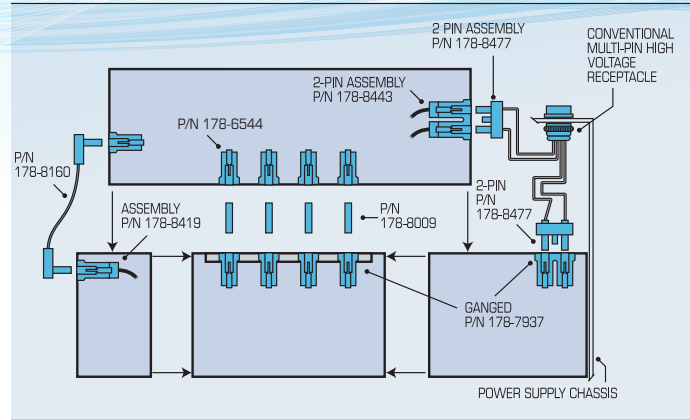 2 PIN ASSEMBLY
P/N 178-8477
CONVENTIONAL
MULTI-PIN HIGH
VOLTAGE
RECEPTACLE
2-PIN ASSEMBLY
P/N 178-8443
P/N 178-6544
P/N
178-8160
ASSEMBLY
P/N 178-8419
P/N
178-8009
2-PIN
P/N
178-8477
GANGED
P/N 178-7937
POWER SUPPLY CHASSIS